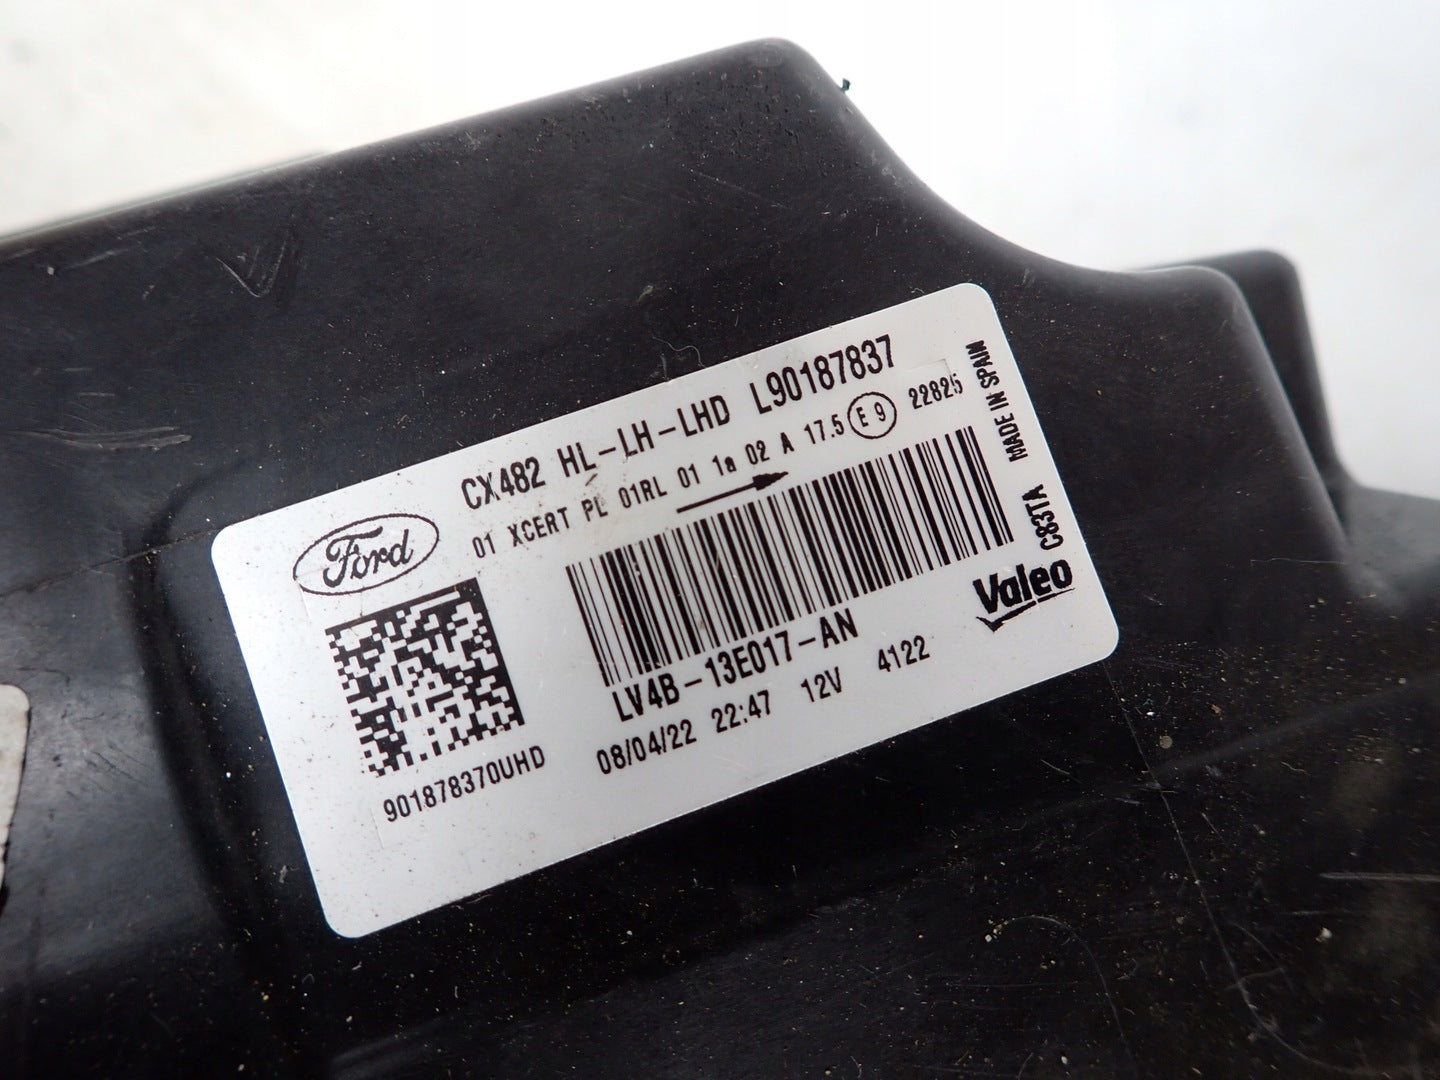 Ford
CX482 HL-LH-LHD L90187837
01 XCERT PL 01RL 01 1a 02 A 17.5 E 9 22825
LV4B-13E017-AN
08/04/22 22:47 12V 4122
901878370UHD
MADE IN SPAIN
C83TA
Valeo